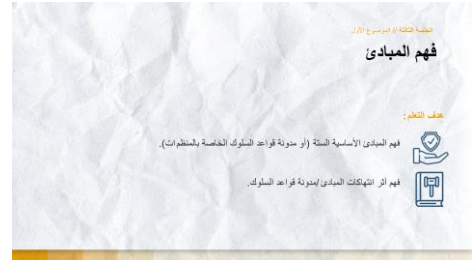 الجلسة الثالثة // الموضوع الأول
فهم المبادئ
هدف التعلم:
فهم المبادئ الأساسية الستة (أو مدونة قواعد السلوك الخاصة بالمنظمات).
فهم أثر انتهاكات المبادئ/مدونة قواعد السلوك.